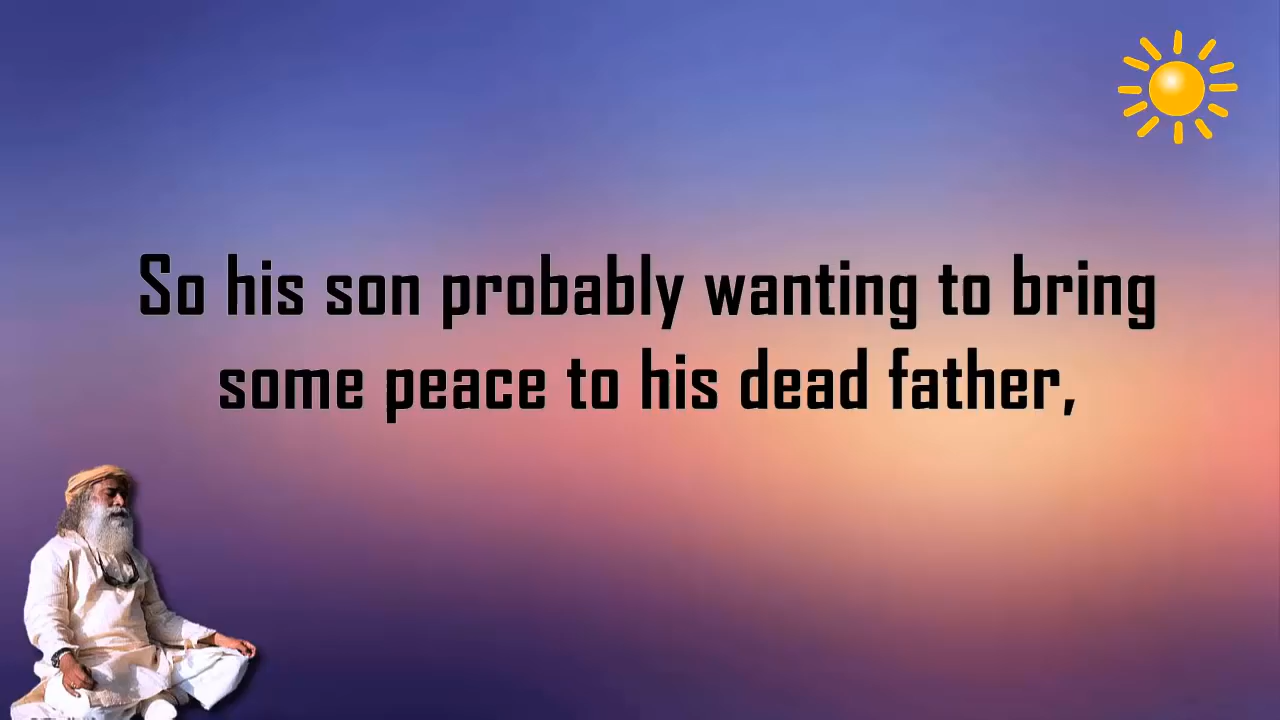 So his son probably wanting to bring
some peace to his dead father,